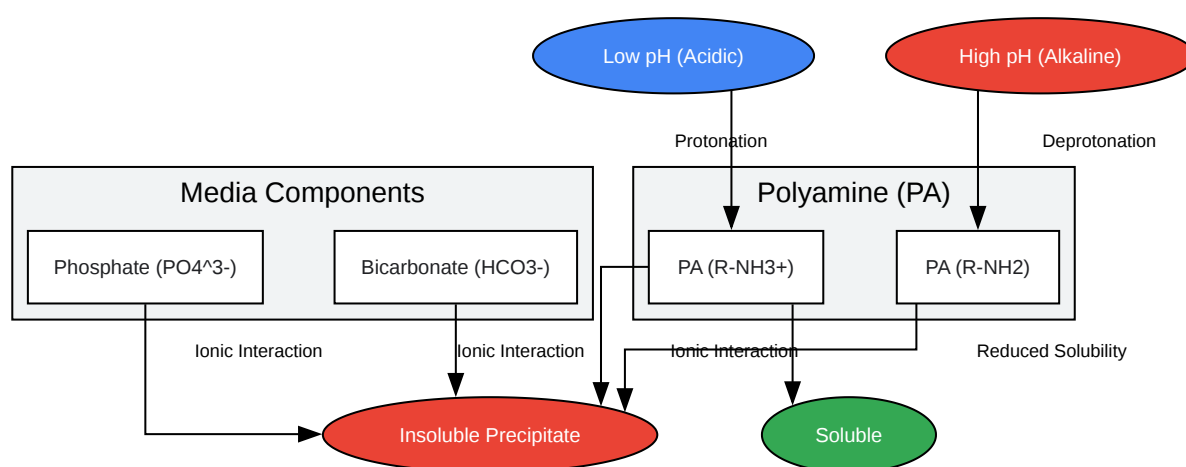 Low pH (Acidic)
High pH (Alkaline)
Protonation
Deprotonation
Media Components
Polyamine (PA)
Phosphate (PO4^3-)
Bicarbonate (HCO3-)
PA (R-NH3+)
PA (R-NH2)
Ionic Interaction
Ionic Interaction
Ionic Interaction
Reduced Solubility
Insoluble Precipitate
Soluble